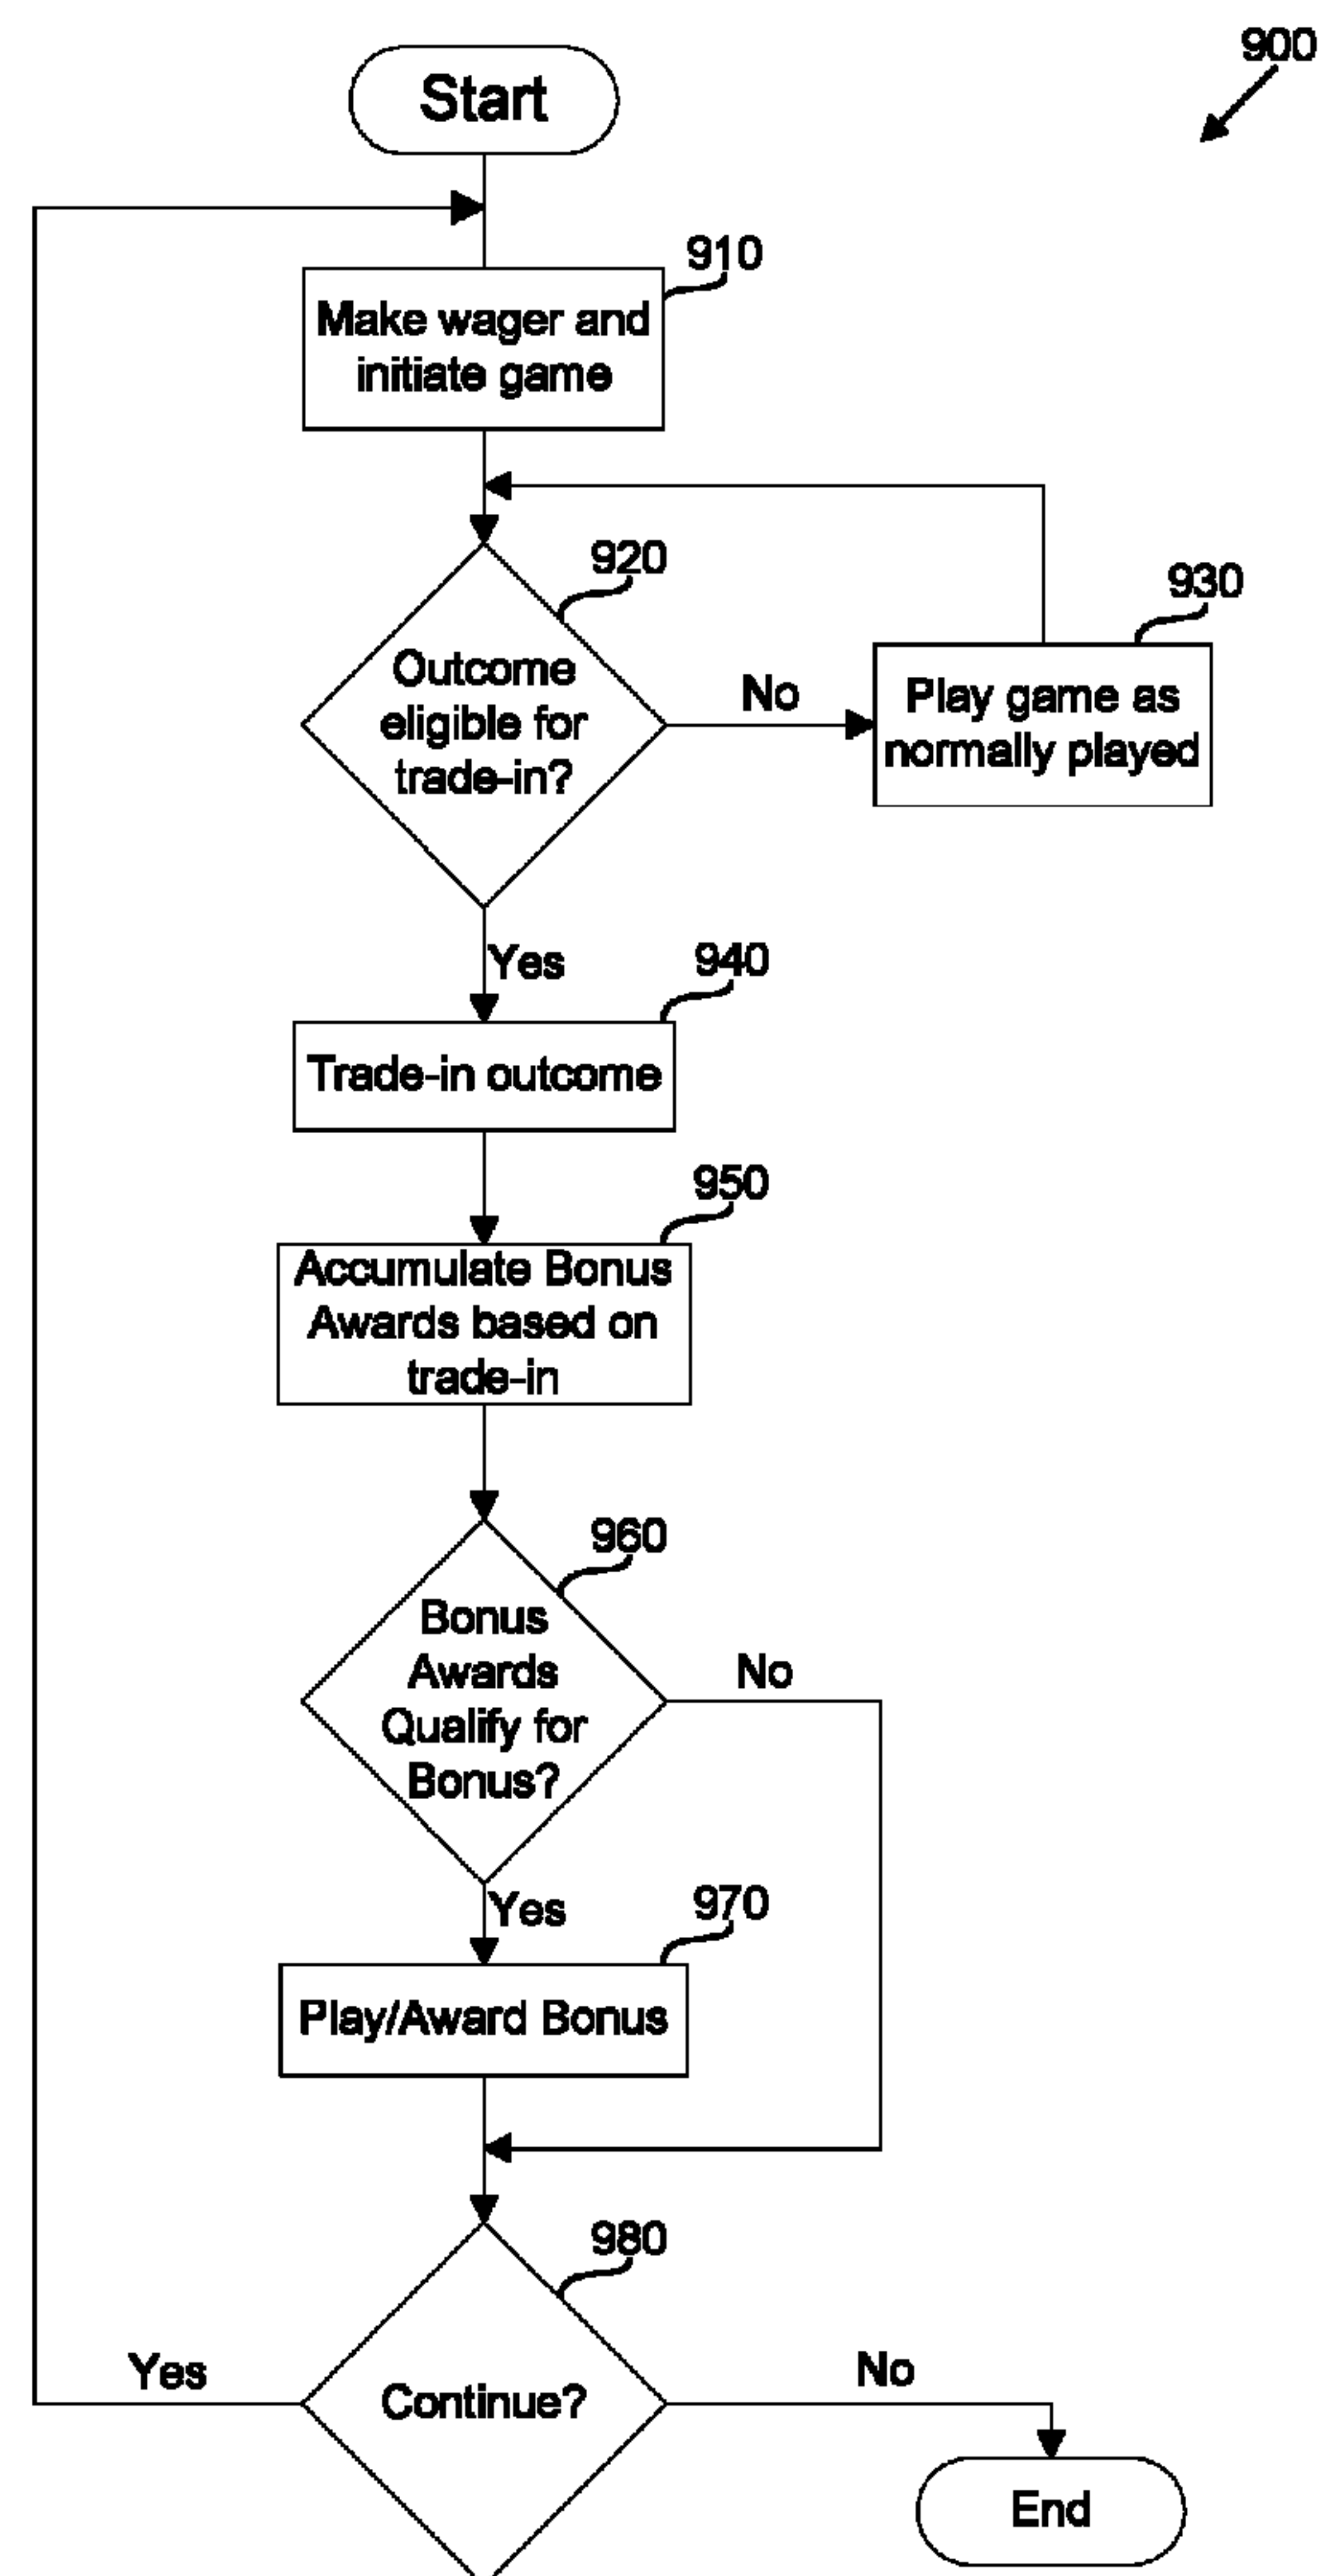 900
Start
910
Make wager and
initiate game
920
Outcome
eligible for
trade-in?
No
930
Play game as
normally played
Yes
940
Trade-in outcome
950
Accumulate Bonus
Awards based on
trade-in
960
Bonus
Awards
Qualify for
Bonus?
No
Yes
970
Play/Award Bonus
980
Continue?
Yes
No
End